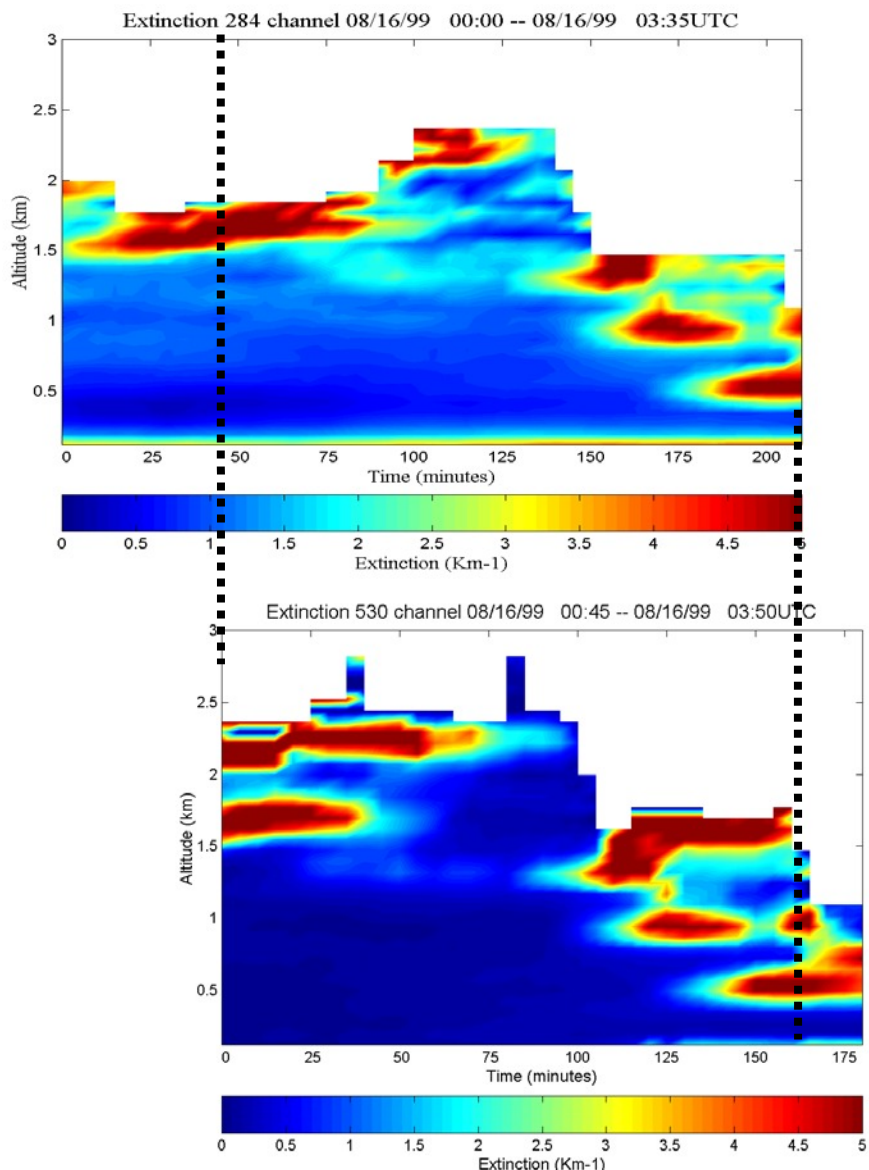 Extinction 284 channel 08/16/99 00:00 -- 08/16/99 03:35UTC
3
2.5
2
1.5
1
0.5
Altitude (km)
0 25 50 75 100 125 150 175 200
Time (minutes)
0 0.5 1 1.5 2 2.5 3 3.5 4 4.5 5
Extinction (Km-1)
Extinction 530 channel 08/16/99 00:45 -- 08/16/99 03:50UTC
3
2.5
2
1.5
1
0.5
Altitude (km)
0 25 50 75 100 125 150 175
Time (minutes)
0 0.5 1 1.5 2 2.5 3 3.5 4 4.5 5
Extinction (Km-1)